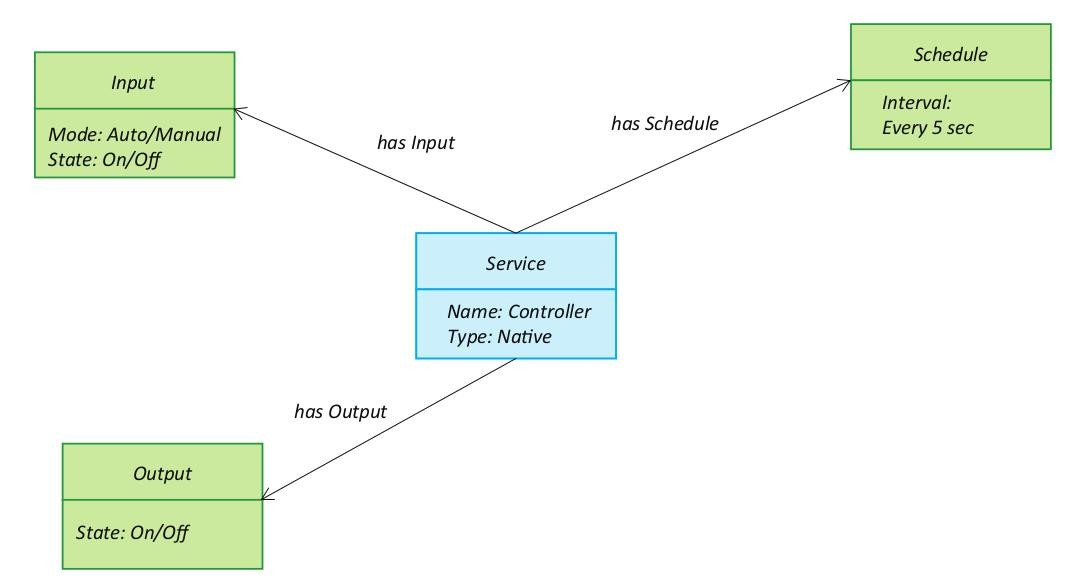 Schedule
Interval:
Every 5 sec
Input
Mode: Auto/Manual
State: On/Off
has Input
has Schedule
Service
Name: Controller
Type: Native
has Output
Output
State: On/Off